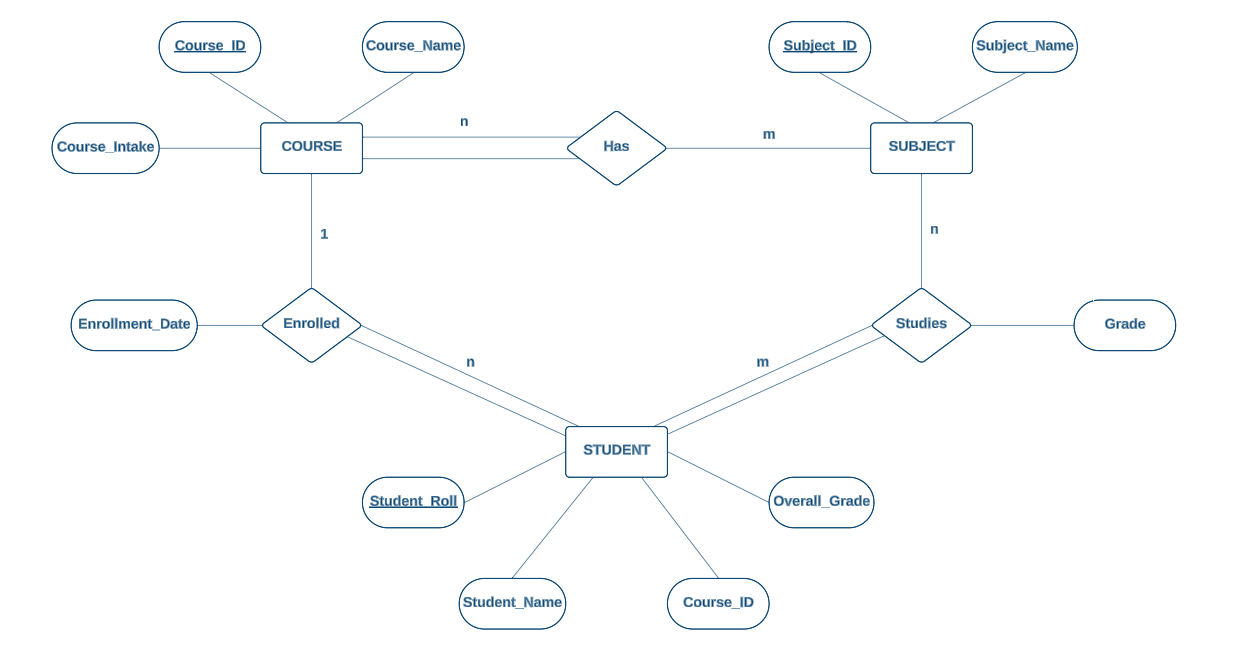 Course_ID
Course_Name
Subject_ID
Subject_Name
n
m
Course_Intake
COURSE
Has
SUBJECT
1
n
Enrollment_Date
Enrolled
Studies
Grade
n
m
STUDENT
Student_Roll
Overall_Grade
Student_Name
Course_ID